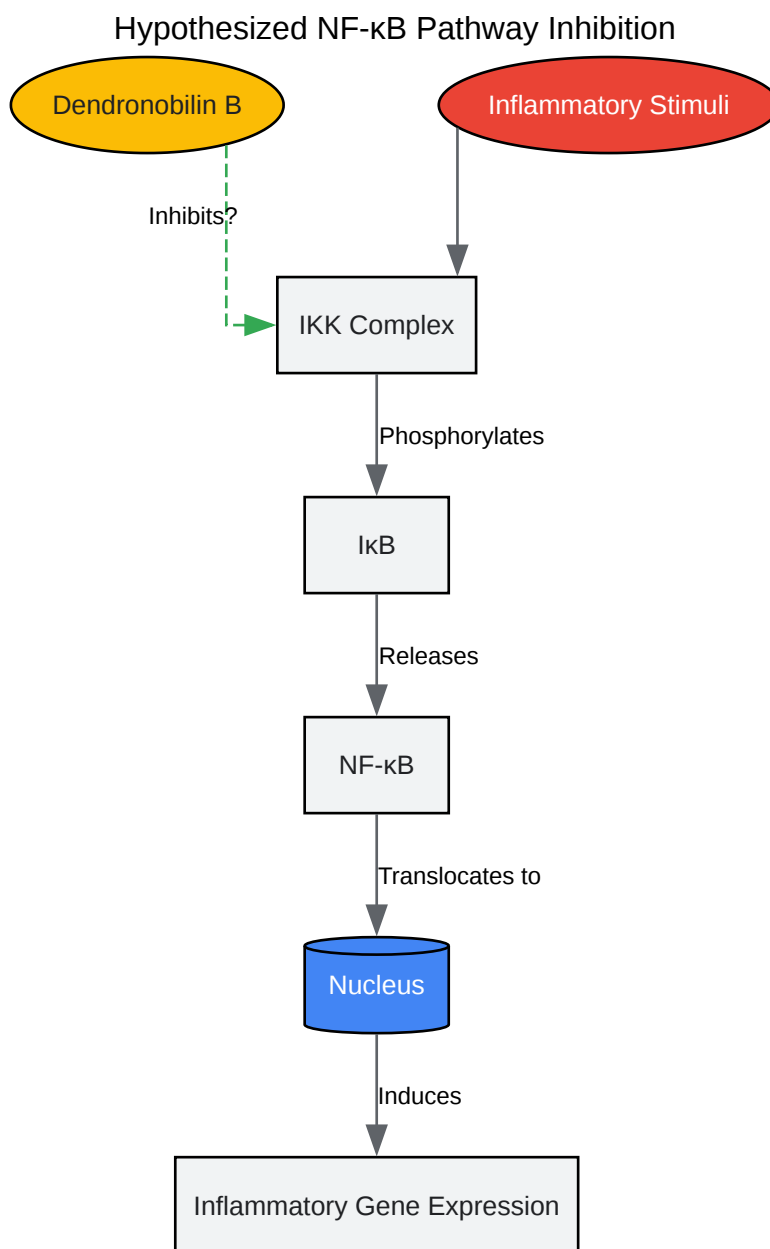 Hypothesized NF-κB Pathway Inhibition
Dendronobilin B
Inflammatory Stimuli
Inhibits?
IKK Complex
Phosphorylates
IκB
Releases
NF-κB
Translocates to
Nucleus
Induces
Inflammatory Gene Expression